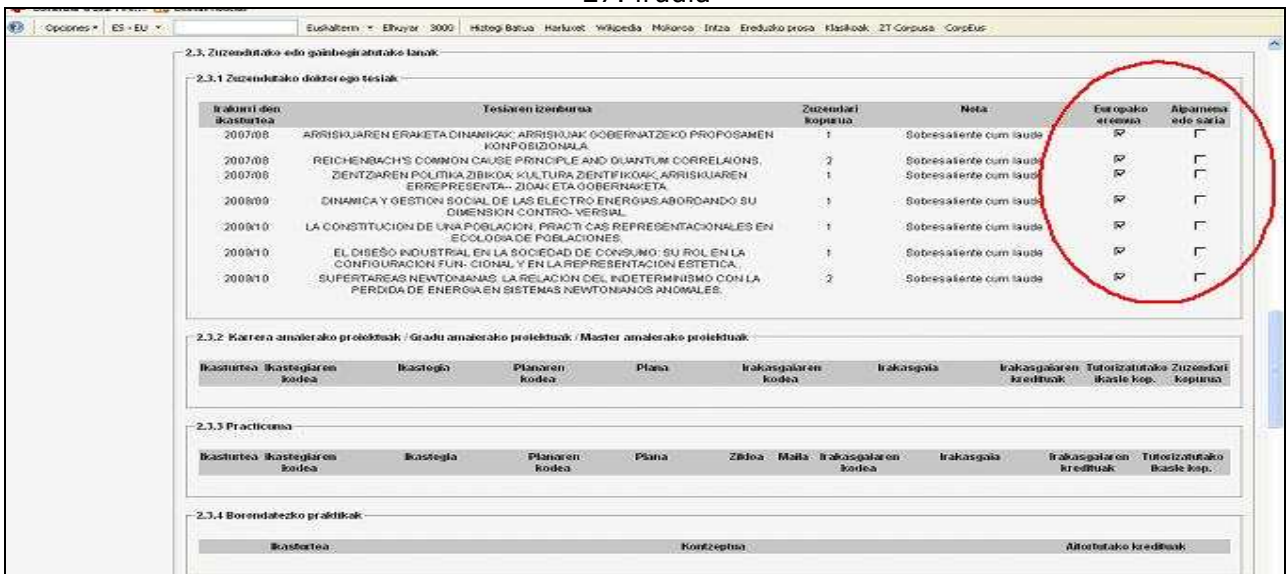 27. irudia
Opciones ES - EU Euskalterm Elhuyar 3000 Hiztegi Batua Harluxet Wikipedia Mokoroa Intza Ereduzko prosa Klasikoak ZT Corpusa CorpEus
2.3. Zuzendutako edo gainbegiratutako lanak
2.3.1 Zuzendutako doktorego tesiak
Irakurri den ikasturtea Tesiaren izenburua Zuzendari kopurua Nota Europako eremua Aipamena edo saria
2007/08 ARRISKUAREN ERAKETA DINAMIKAK; ARRISKUAK GOBERNATZEKO PROPOSAMEN KONPOSIZIONALA. 1 Sobresaliente cum laude
2007/08 REICHENBACH'S COMMON CAUSE PRINCIPLE AND QUANTUM CORRELAIONS. 2 Sobresaliente cum laude
2007/08 ZIENTZIAREN POLITIKA ZIBIKOA: KULTURA ZIENTIFIKOAK, ARRISKUAREN ERREPRESENTA-- ZIOAK ETA GOBERNAKETA. 1 Sobresaliente cum laude
2008/09 DINAMICA Y GESTION SOCIAL DE LAS ELECTRO ENERGIAS:ABORDANDO SU DIMENSION CONTRO- VERSIAL. 1 Sobresaliente cum laude
2009/10 LA CONSTITUCION DE UNA POBLACION. PRACTI CAS REPRESENTACIONALES EN ECOLOGIA DE POBLACIONES. 1 Sobresaliente cum laude
2009/10 EL DISEÑO INDUSTRIAL EN LA SOCIEDAD DE CONSUMO: SU ROL EN LA CONFIGURACION FUN- CIONAL Y EN LA REPRESENTACION ESTETICA. 1 Sobresaliente cum laude
2009/10 SUPERTAREAS NEWTONIANAS: LA RELACION DEL INDETERMINISMO CON LA PERDIDA DE ENERGIA EN SISTEMAS NEWTONIANOS ANOMALES. 2 Sobresaliente cum laude
2.3.2 Karrera amaierako proiektuak / Gradu amaierako proiektuak / Master amaierako proiektuak
Ikasturtea Ikastegiaren kodea Ikastegia Planaren kodea Plana Irakasgaiaren kodea Irakasgaia Irakasgaiaren kredituak Tutorizatutako ikasle kop. Zuzendari kopurua
2.3.3 Practicuma
Ikasturtea Ikastegiaren kodea Ikastegia Planaren kodea Plana Zikloa Maila Irakasgaiaren kodea Irakasgaia Irakasgaiaren kredituak Tutorizatutako ikasle kop.
2.3.4 Borondatezko praktikak
Ikasturtea Kontzeptua Aitortutako kredituak